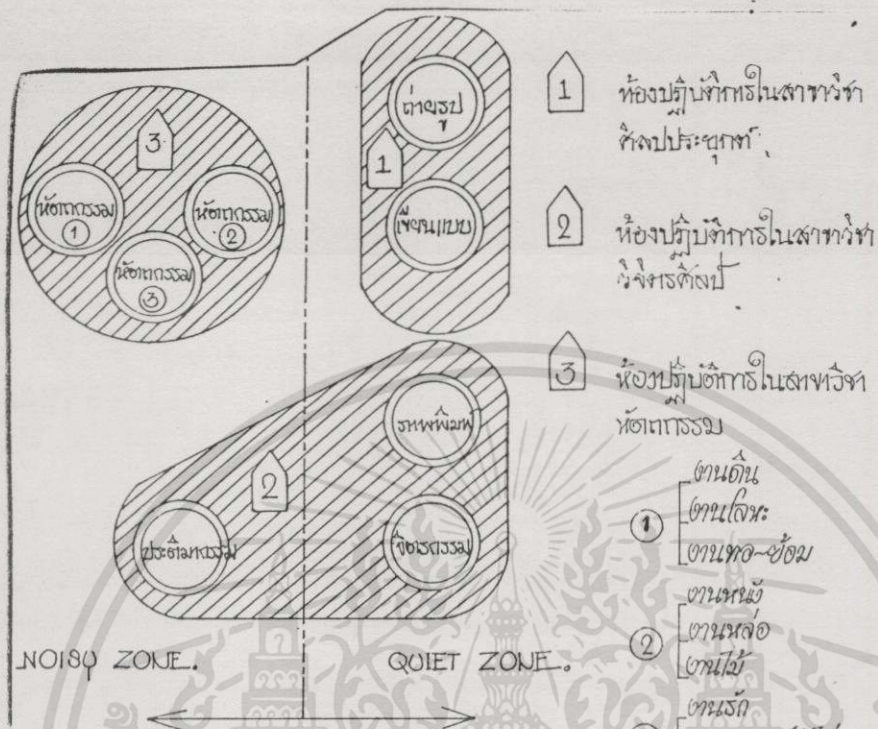 3
หัตถกรรม
1
หัตถกรรม
2
หัตถกรรม
3
ถ่ายรูป
1
เขียนแบบ
ภาพพิมพ์
2
ประติมากรรม
จิตรกรรม
NOISY ZONE.
QUIET ZONE.
1 ห้องปฏิบัติการในสาขาวิชา
ศิลปประยุกต์
2 ห้องปฏิบัติการในสาขาวิชา
วิจิตรศิลป์
3 ห้องปฏิบัติการในสาขาวิชา
หัตถกรรม
1
งานดิน
งานโลหะ
งานทอ~ย้อม
2
งานหนัง
งานหล่อ
งานไม้
งานรัก